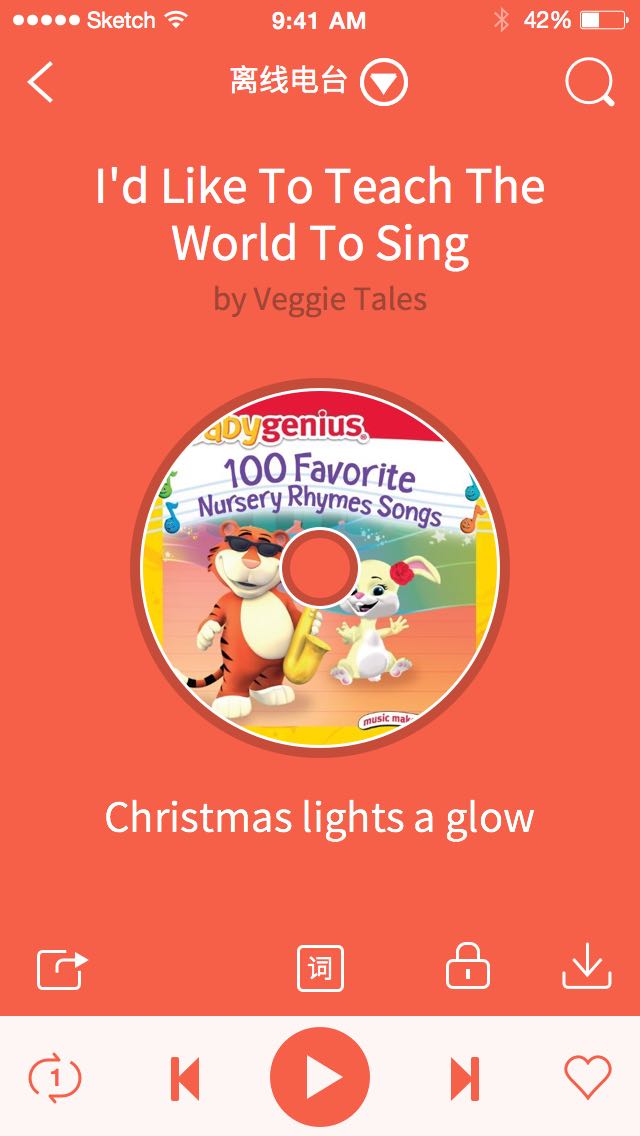 Sketch 9:41 AM 42%
离线电台
I'd Like To Teach The
World To Sing
by Veggie Tales
genius
100 Favorite
Nursery Rhymes Songs
music
Christmas lights a glow
词
1